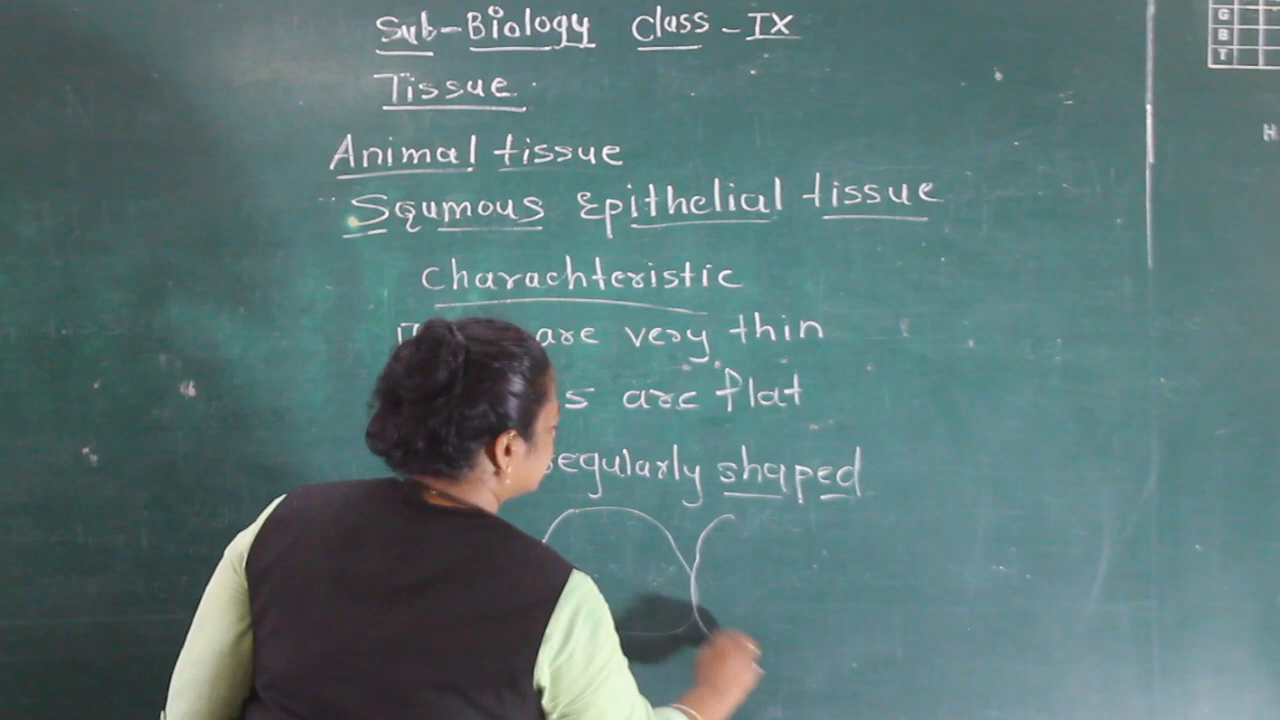 Sub-Biology Class - IX
Tissue
Animal tissue
Squmous Epithelial tissue
Charachteristic
are very thin
are flat
shaped
G
B
T
H